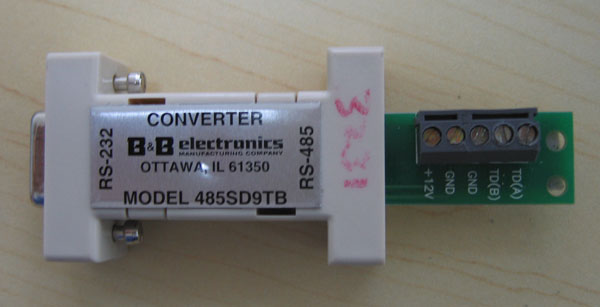 CONVERTER
B&B electronics
MANUFACTURING COMPANY
OTTAWA, IL 61350
MODEL 485SD9TB
RS-232
RS-485
+12V
GND
GND
TD(B)
TD(A)